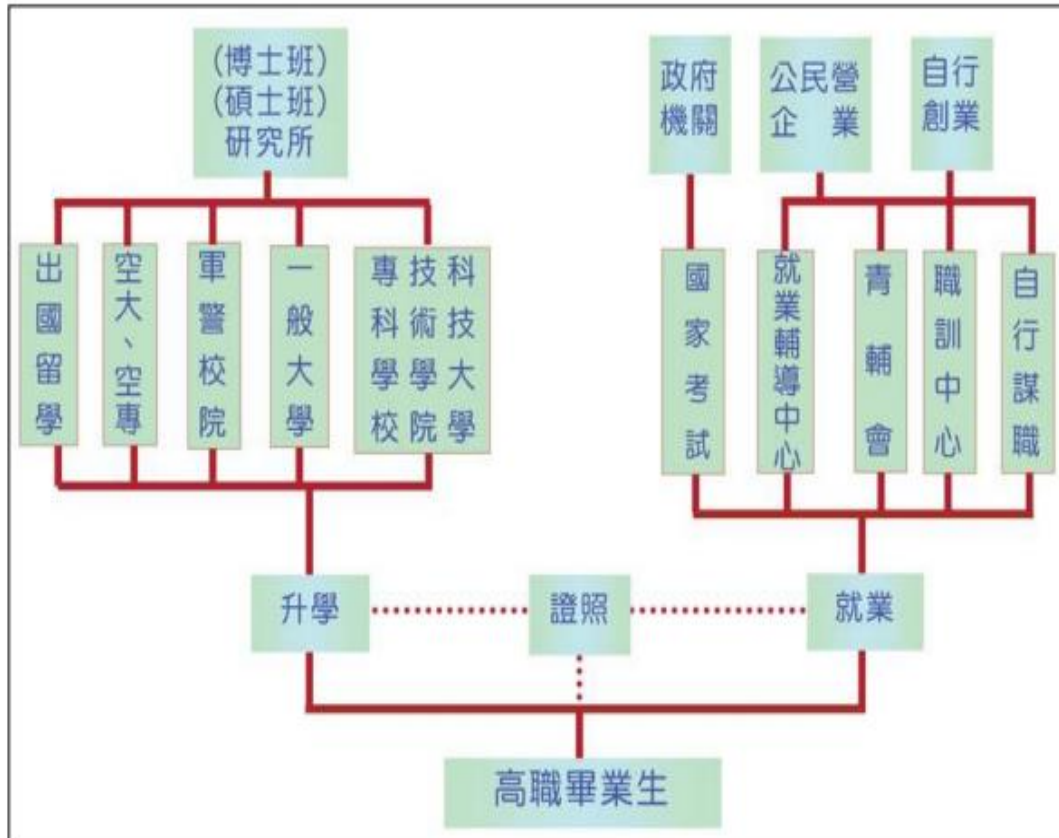 (博士班)
(碩士班)
研究所
政府
機關
公民營
企業
自行
創業
出國留學
空大、空專
軍警校院
一般大學
科技大學
技術學院
專科學校
國家考試
就業輔導中心
青輔會
職訓中心
自行謀職
升學
證照
就業
高職畢業生